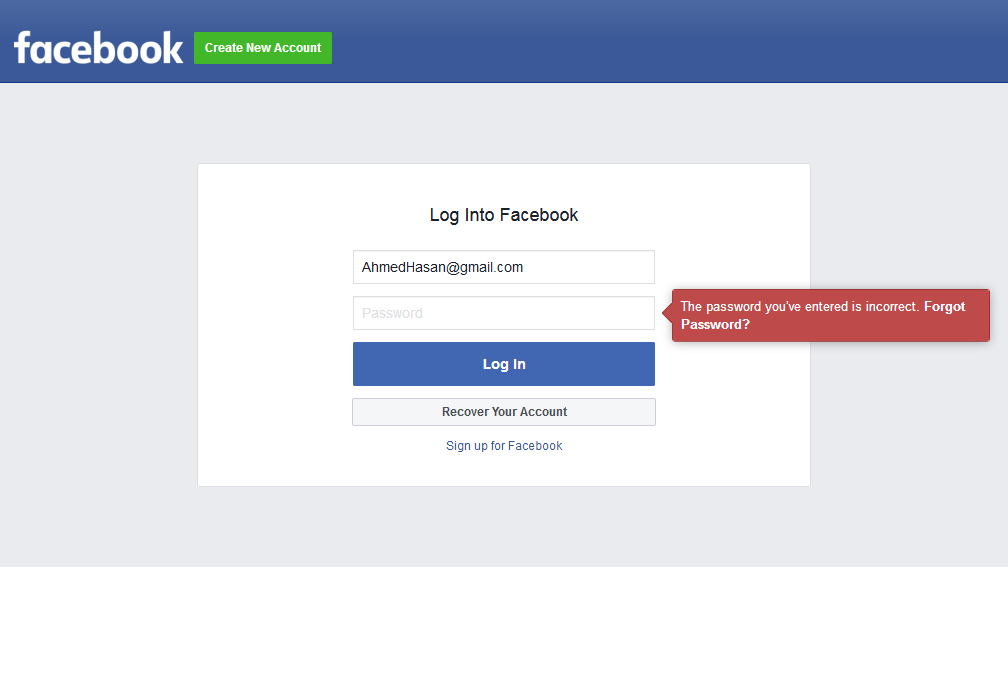 facebook
Create New Account
Log Into Facebook
AhmedHasan@gmail.com
Password
The password you've entered is incorrect. Forgot
Password?
Log In
Recover Your Account
Sign up for Facebook